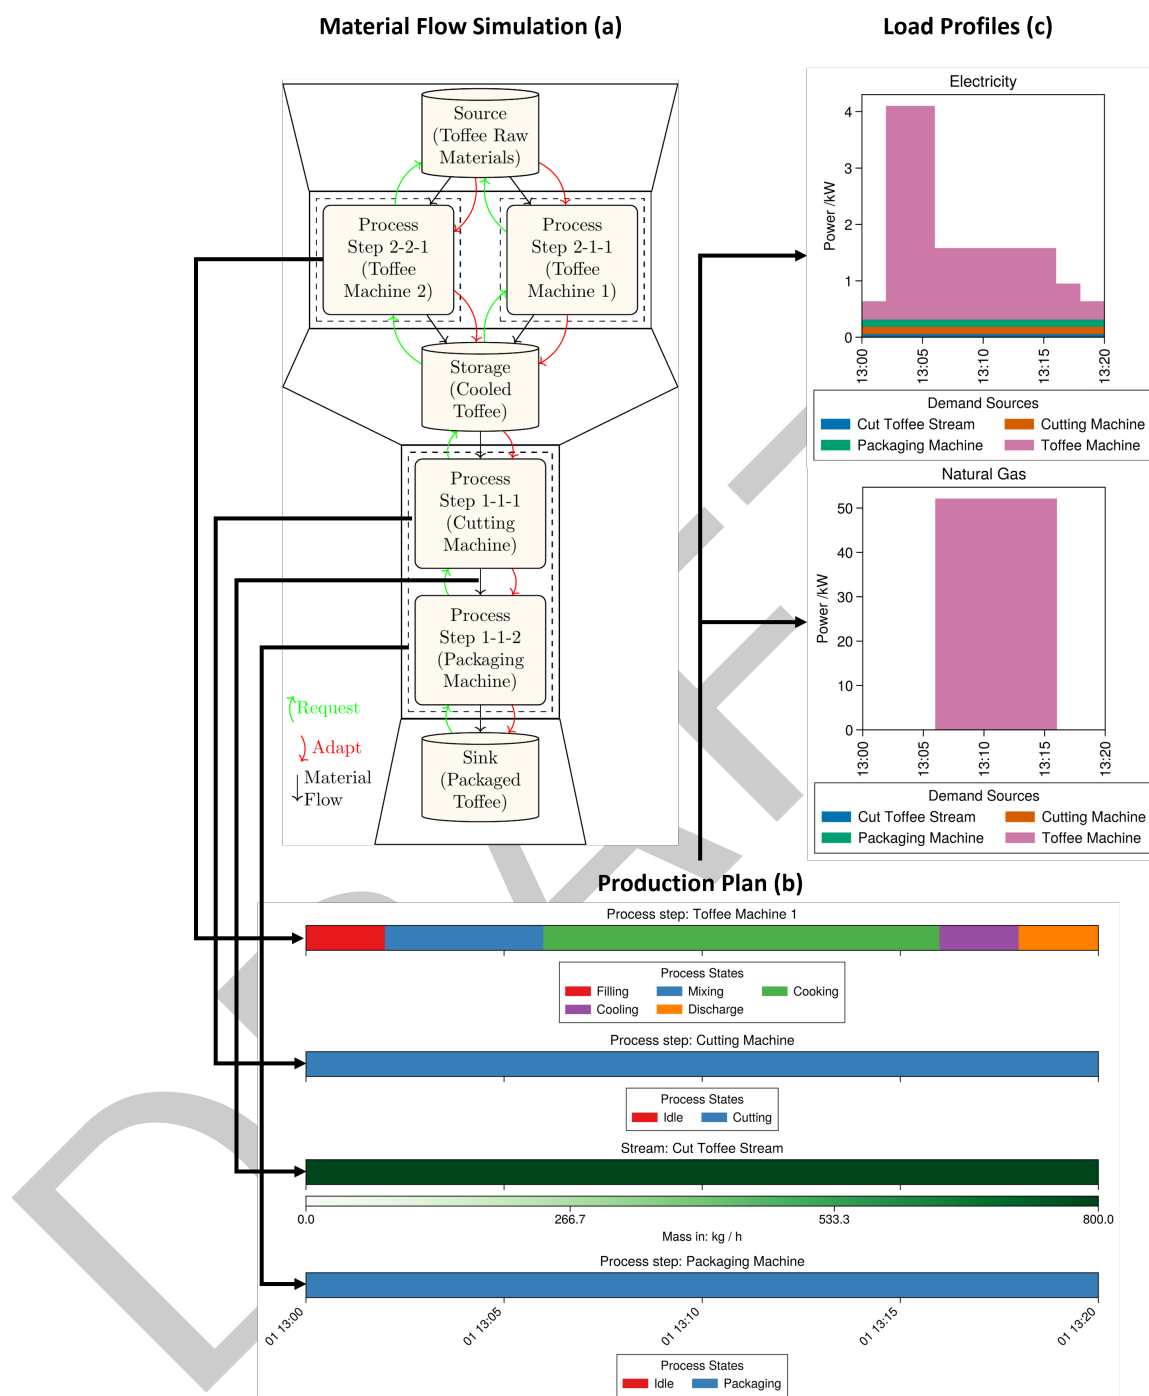 Material Flow Simulation (a)
Load Profiles (c)
Source
(Toffee Raw
Materials)
Process
Step 2-2-1
(Toffee
Machine 2)
Process
Step 2-1-1
(Toffee
Machine 1)
Storage
(Cooled
Toffee)
Process
Step 1-1-1
(Cutting
Machine)
Process
Step 1-1-2
(Packaging
Machine)
Sink
(Packaged
Toffee)
Request
Adapt
Material
Flow
Electricity
Power /kW
4
3
2
1
0
13:00
13:05
13:10
13:15
13:20
Demand Sources
Cut Toffee Stream
Cutting Machine
Packaging Machine
Toffee Machine
Natural Gas
Power /kW
50
40
30
20
10
0
13:00
13:05
13:10
13:15
13:20
Demand Sources
Cut Toffee Stream
Cutting Machine
Packaging Machine
Toffee Machine
Production Plan (b)
Process step: Toffee Machine 1
Process States
Filling
Mixing
Cooking
Cooling
Discharge
Process step: Cutting Machine
Process States
Idle
Cutting
Stream: Cut Toffee Stream
0.0
266.7
533.3
800.0
Mass in: kg / h
Process step: Packaging Machine
01 13:00
01 13:05
01 13:10
01 13:15
01 13:20
Process States
Idle
Packaging